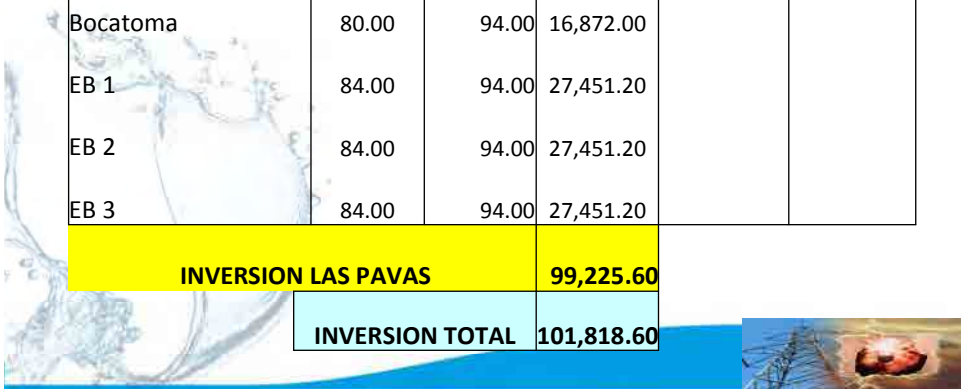 Bocatoma 80.00 94.00 16,872.00
EB 1 84.00 94.00 27,451.20
EB 2 84.00 94.00 27,451.20
EB 3 84.00 94.00 27,451.20
INVERSION LAS PAVAS 99,225.60
INVERSION TOTAL 101,818.60